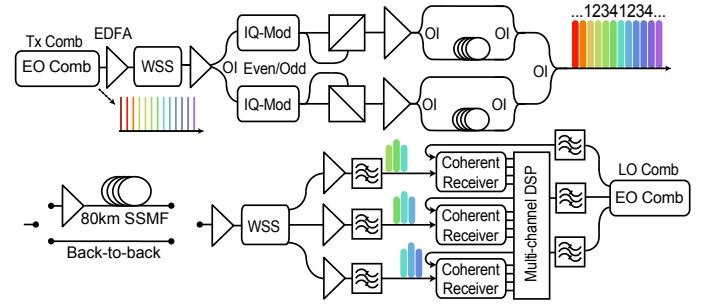 ...12341234...
Tx Comb
EDFA
EO Comb
WSS
IQ-Mod
OI
OI
OI
Even/Odd
OI
IQ-Mod
OI
OI
80km SSMF
Back-to-back
WSS
Coherent
Receiver
Coherent
Receiver
Coherent
Receiver
Multi-channel DSP
LO Comb
EO Comb